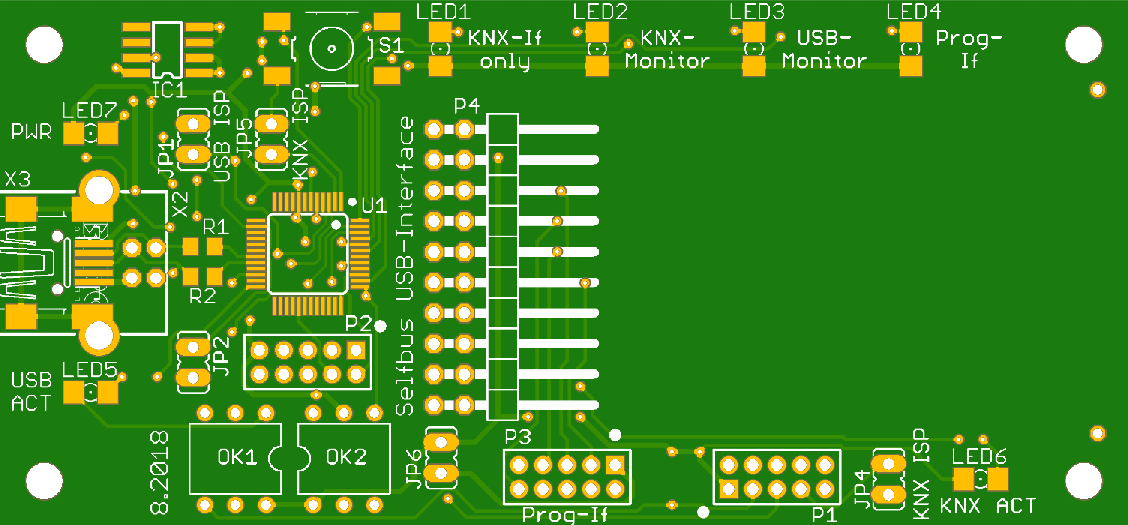 LED1
LED2
LED3
LED4
KNX-If
only
KNX-
Monitor
USB-
Monitor
Prog-
If
S1
IC1
LED7
PWR
ISP
JP1
USB
ISP
JP5
KNX
P4
X3
X2
U1
R1
R2
Selfbus USB-Interface
P2
JP2
LED5
USB
ACT
8.2018
OK1
OK2
JP6
P3
Prog-If
P1
ISP
JP4
KNX
LED6
KNX ACT